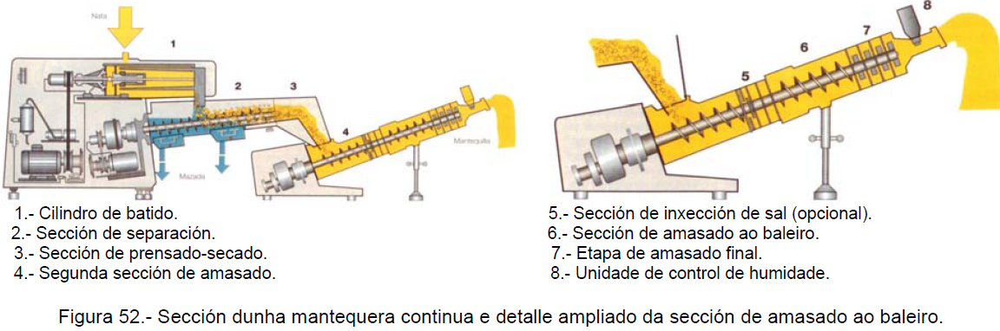 Nata
1
2
3
4
Mantequilla
Mazada
5
6
7
8
1.- Cilindro de batido.
2.- Sección de separación.
3.- Sección de prensado-secado.
4.- Segunda sección de amasado.
5.- Sección de inxección de sal (opcional).
6.- Sección de amasado ao baleiro.
7.- Etapa de amasado final.
8.- Unidade de control de humidade.
Figura 52.- Sección dunha mantequera continua e detalle ampliado da sección de amasado ao baleiro.